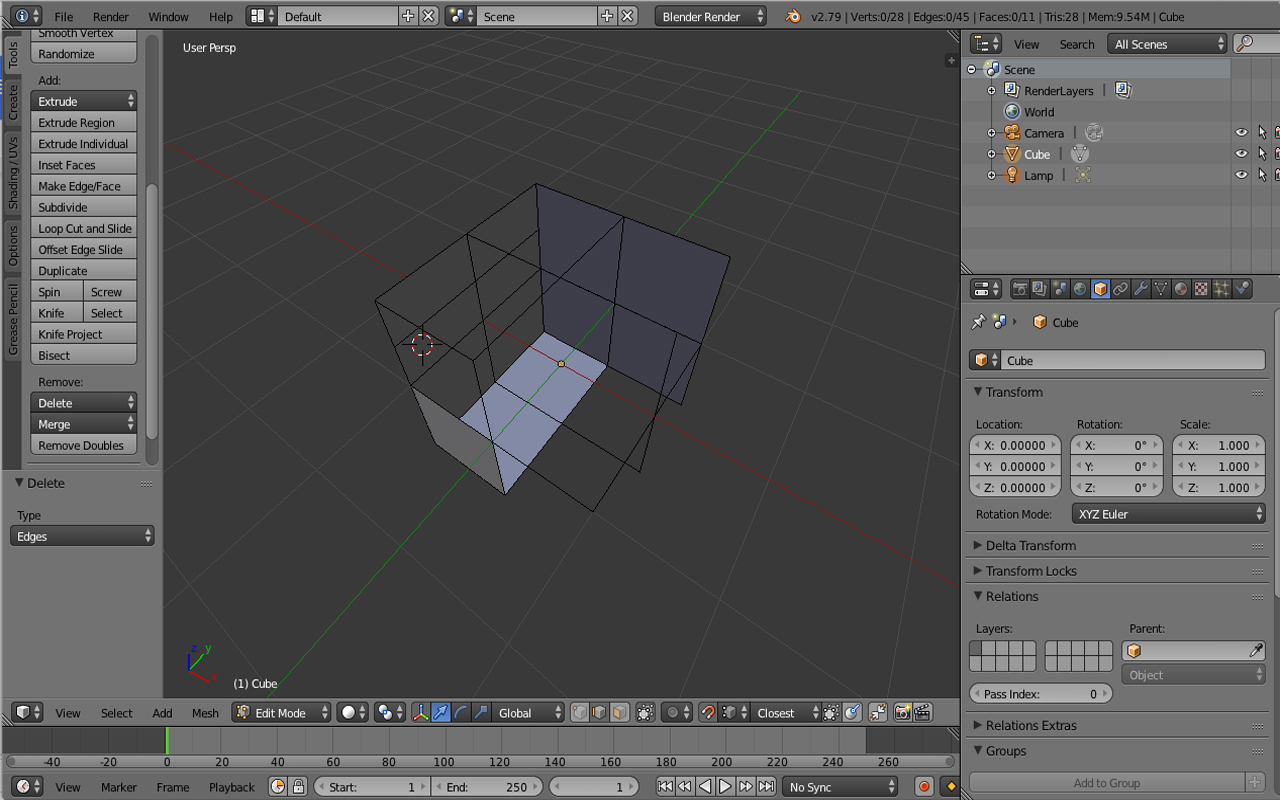 File Render Window Help Default Scene Blender Render v2.79 | Verts:0/28 | Edges:0/45 | Faces:0/11 | Tris:28 | Mem:9.54M | Cube
Tools
Create
Shading / UVs
Options
Grease Pencil
Smooth Vertex
Randomize
Add:
Extrude
Extrude Region
Extrude Individual
Inset Faces
Make Edge/Face
Subdivide
Loop Cut and Slide
Offset Edge Slide
Duplicate
Spin Screw
Knife Select
Knife Project
Bisect
Remove:
Delete
Merge
Remove Doubles
Delete
Type
Edges
User Persp
z y x
(1) Cube
View Select Add Mesh Edit Mode Global Closest
-40 -20 0 20 40 60 80 100 120 140 160 180 200 220 240 260
View Marker Frame Playback Start: 1 End: 250 1 No Sync
View Search All Scenes
Scene
RenderLayers |
World
Camera |
Cube |
Lamp |
Cube
Cube
Transform
Location: Rotation: Scale:
X: 0.00000 X: 0° X: 1.000
Y: 0.00000 Y: 0° Y: 1.000
Z: 0.00000 Z: 0° Z: 1.000
Rotation Mode: XYZ Euler
Delta Transform
Transform Locks
Relations
Layers: Parent:
Object
Pass Index: 0
Relations Extras
Groups
Add to Group